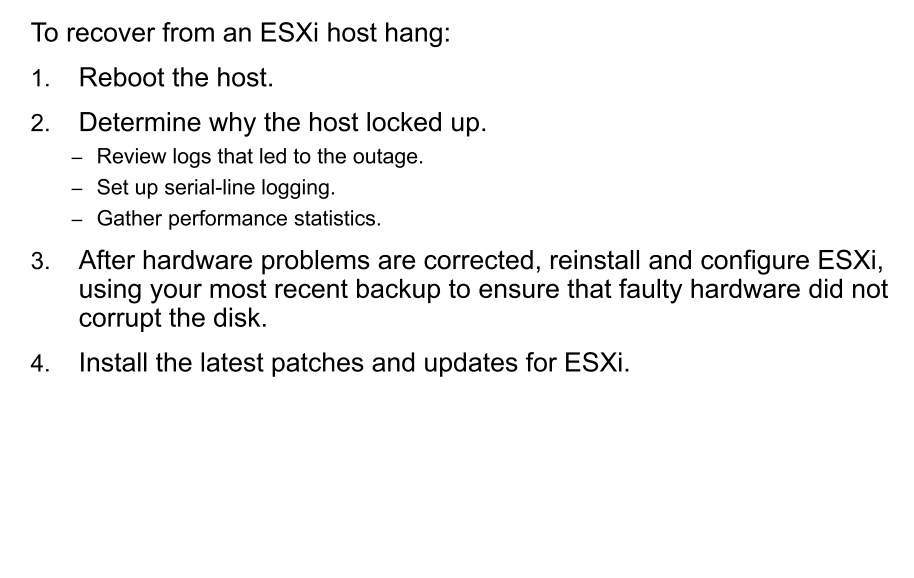 To recover from an ESXi host hang:
1. Reboot the host.
2. Determine why the host locked up.
– Review logs that led to the outage.
– Set up serial-line logging.
– Gather performance statistics.
3. After hardware problems are corrected, reinstall and configure ESXi,
using your most recent backup to ensure that faulty hardware did not
corrupt the disk.
4. Install the latest patches and updates for ESXi.